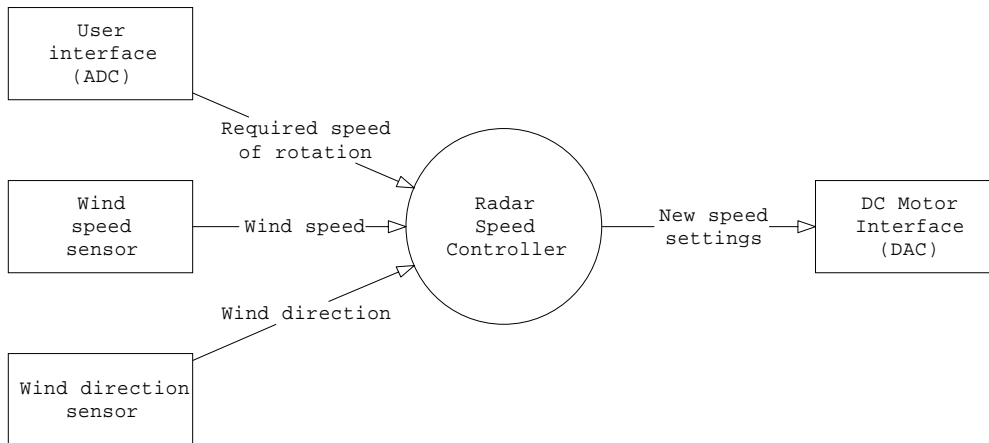 User
interface
(ADC)
Required speed
of rotation
Wind
speed
sensor
Wind speed
Radar
Speed
Controller
New speed
settings
DC Motor
Interface
(DAC)
Wind direction
Wind direction
sensor